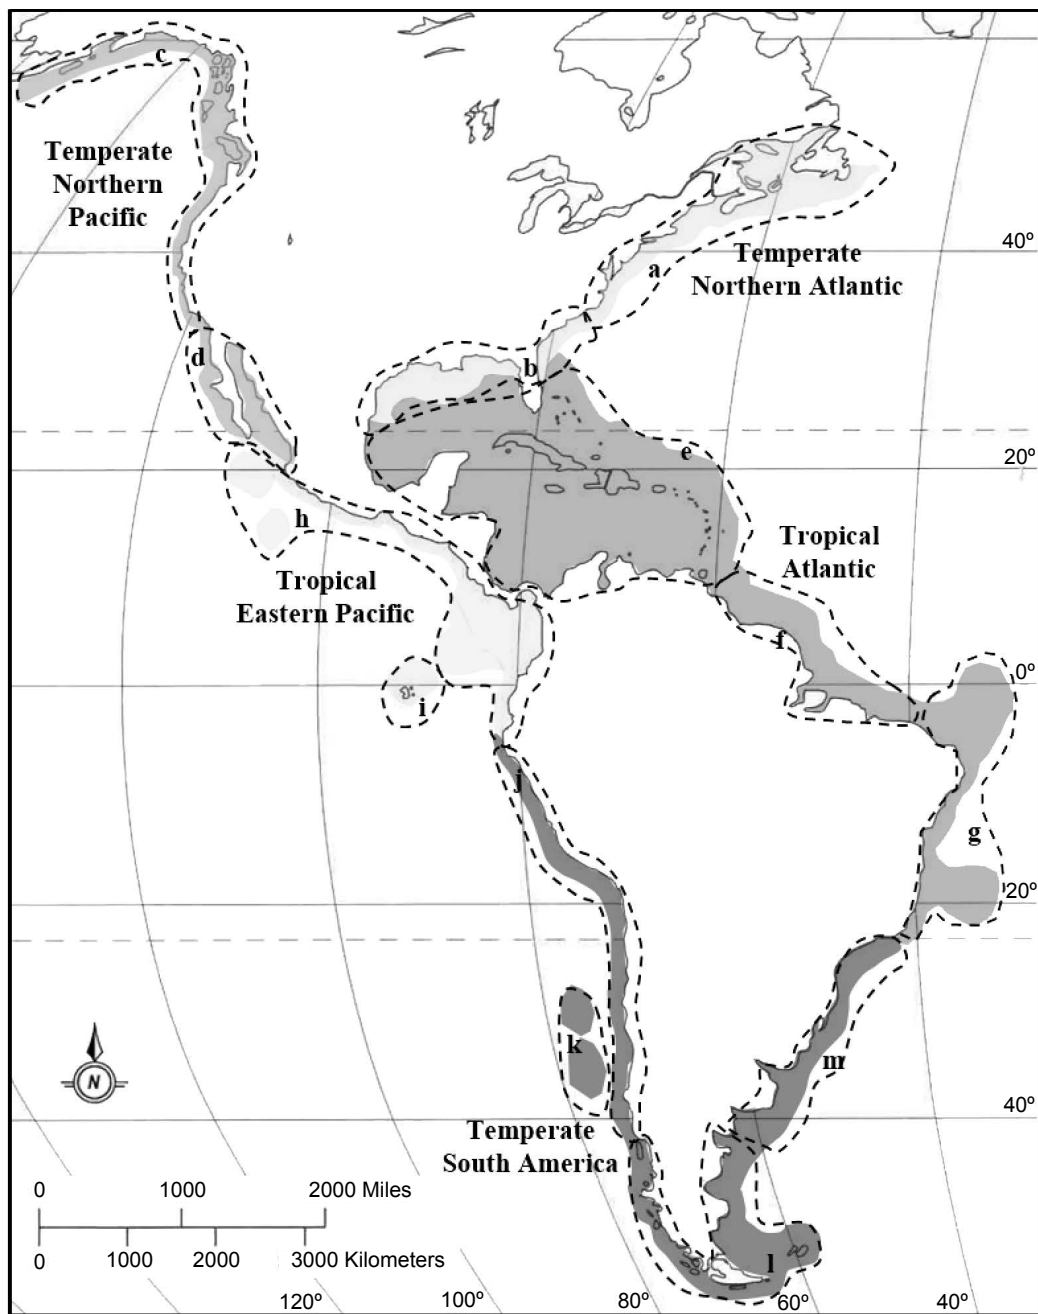 c
Temperate
Northern
Pacific
40º
a
Temperate
Northern Atlantic
d
b
e
20º
h
Tropical
Atlantic
Tropical
Eastern Pacific
f
0º
i
j
g
20º
k
m
N
40º
Temperate
South America
0 1000 2000 Miles
0 1000 2000 3000 Kilometers
l
120º 100º 80º 60º 40º